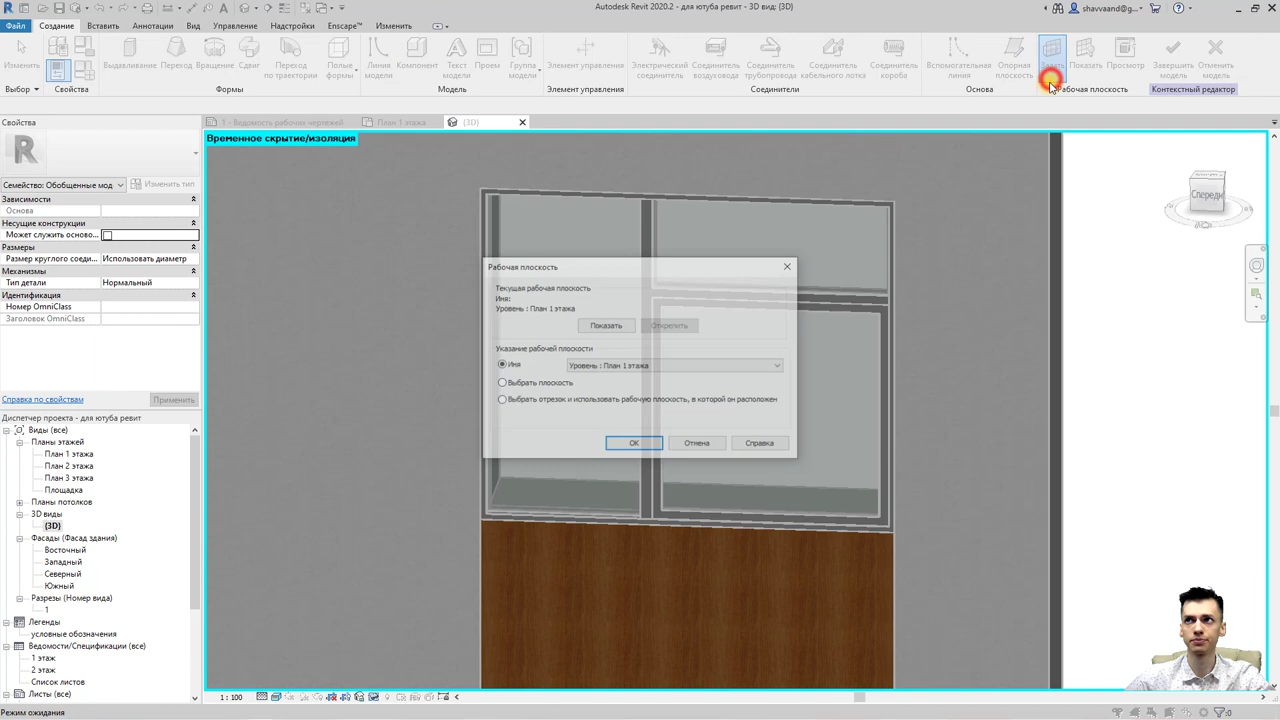 Autodesk Revit 2020.2 - для ютуба ревит - 3D вид: {3D}
shavvaand@g...
Файл Создание Вставить Аннотации Вид Управление Надстройки Enscape™ Изменить
Изменить
Выдавливание Переход Вращение Сдвиг Переход по траектории Полые формы
Линия модели Компонент Текст модели Проем Группа модели
Элемент управления
Электрический соединитель Соединитель воздуховода Соединитель трубопровода Соединитель кабельного лотка Соединитель короба
Вспомогательная линия Опорная плоскость
Показать Просмотр
Завершить модель Отменить модель
Выбор Свойства Формы Модель Элемент управления Соединители Основа Рабочая плоскость Контекстный редактор
Свойства
1 - Ведомость рабочих чертежей План 1 этажа {3D}
Временное скрытие/изоляция
Семейство: Обобщенные мод Изменить тип
Зависимости
Основа
Несущие конструкции
Может служить осново...
Размеры
Размер круглого соеди... Использовать диаметр
Механизмы
Тип детали Нормальный
Идентификация
Номер OmniClass
Заголовок OmniClass
Справка по свойствам Применить
Спереди
Рабочая плоскость
Текущая рабочая плоскость
Имя:
Уровень : План 1 этажа
Показать Открепить
Указание рабочей плоскости
Имя Уровень : План 1 этажа
Выбрать плоскость
Выбрать отрезок и использовать рабочую плоскость, в которой он расположен
ОК Отмена Справка
Диспетчер проекта - для ютуба ревит
Виды (все)
Планы этажей
План 1 этажа
План 2 этажа
План 3 этажа
Площадка
Планы потолков
3D виды
{3D}
Фасады (Фасад здания)
Восточный
Западный
Северный
Южный
Разрезы (Номер вида)
1
Легенды
условные обозначения
Ведомости/Спецификации (все)
1 этаж
2 этаж
Список листов
Листы (все)
1 : 100
Режим ожидания
:0